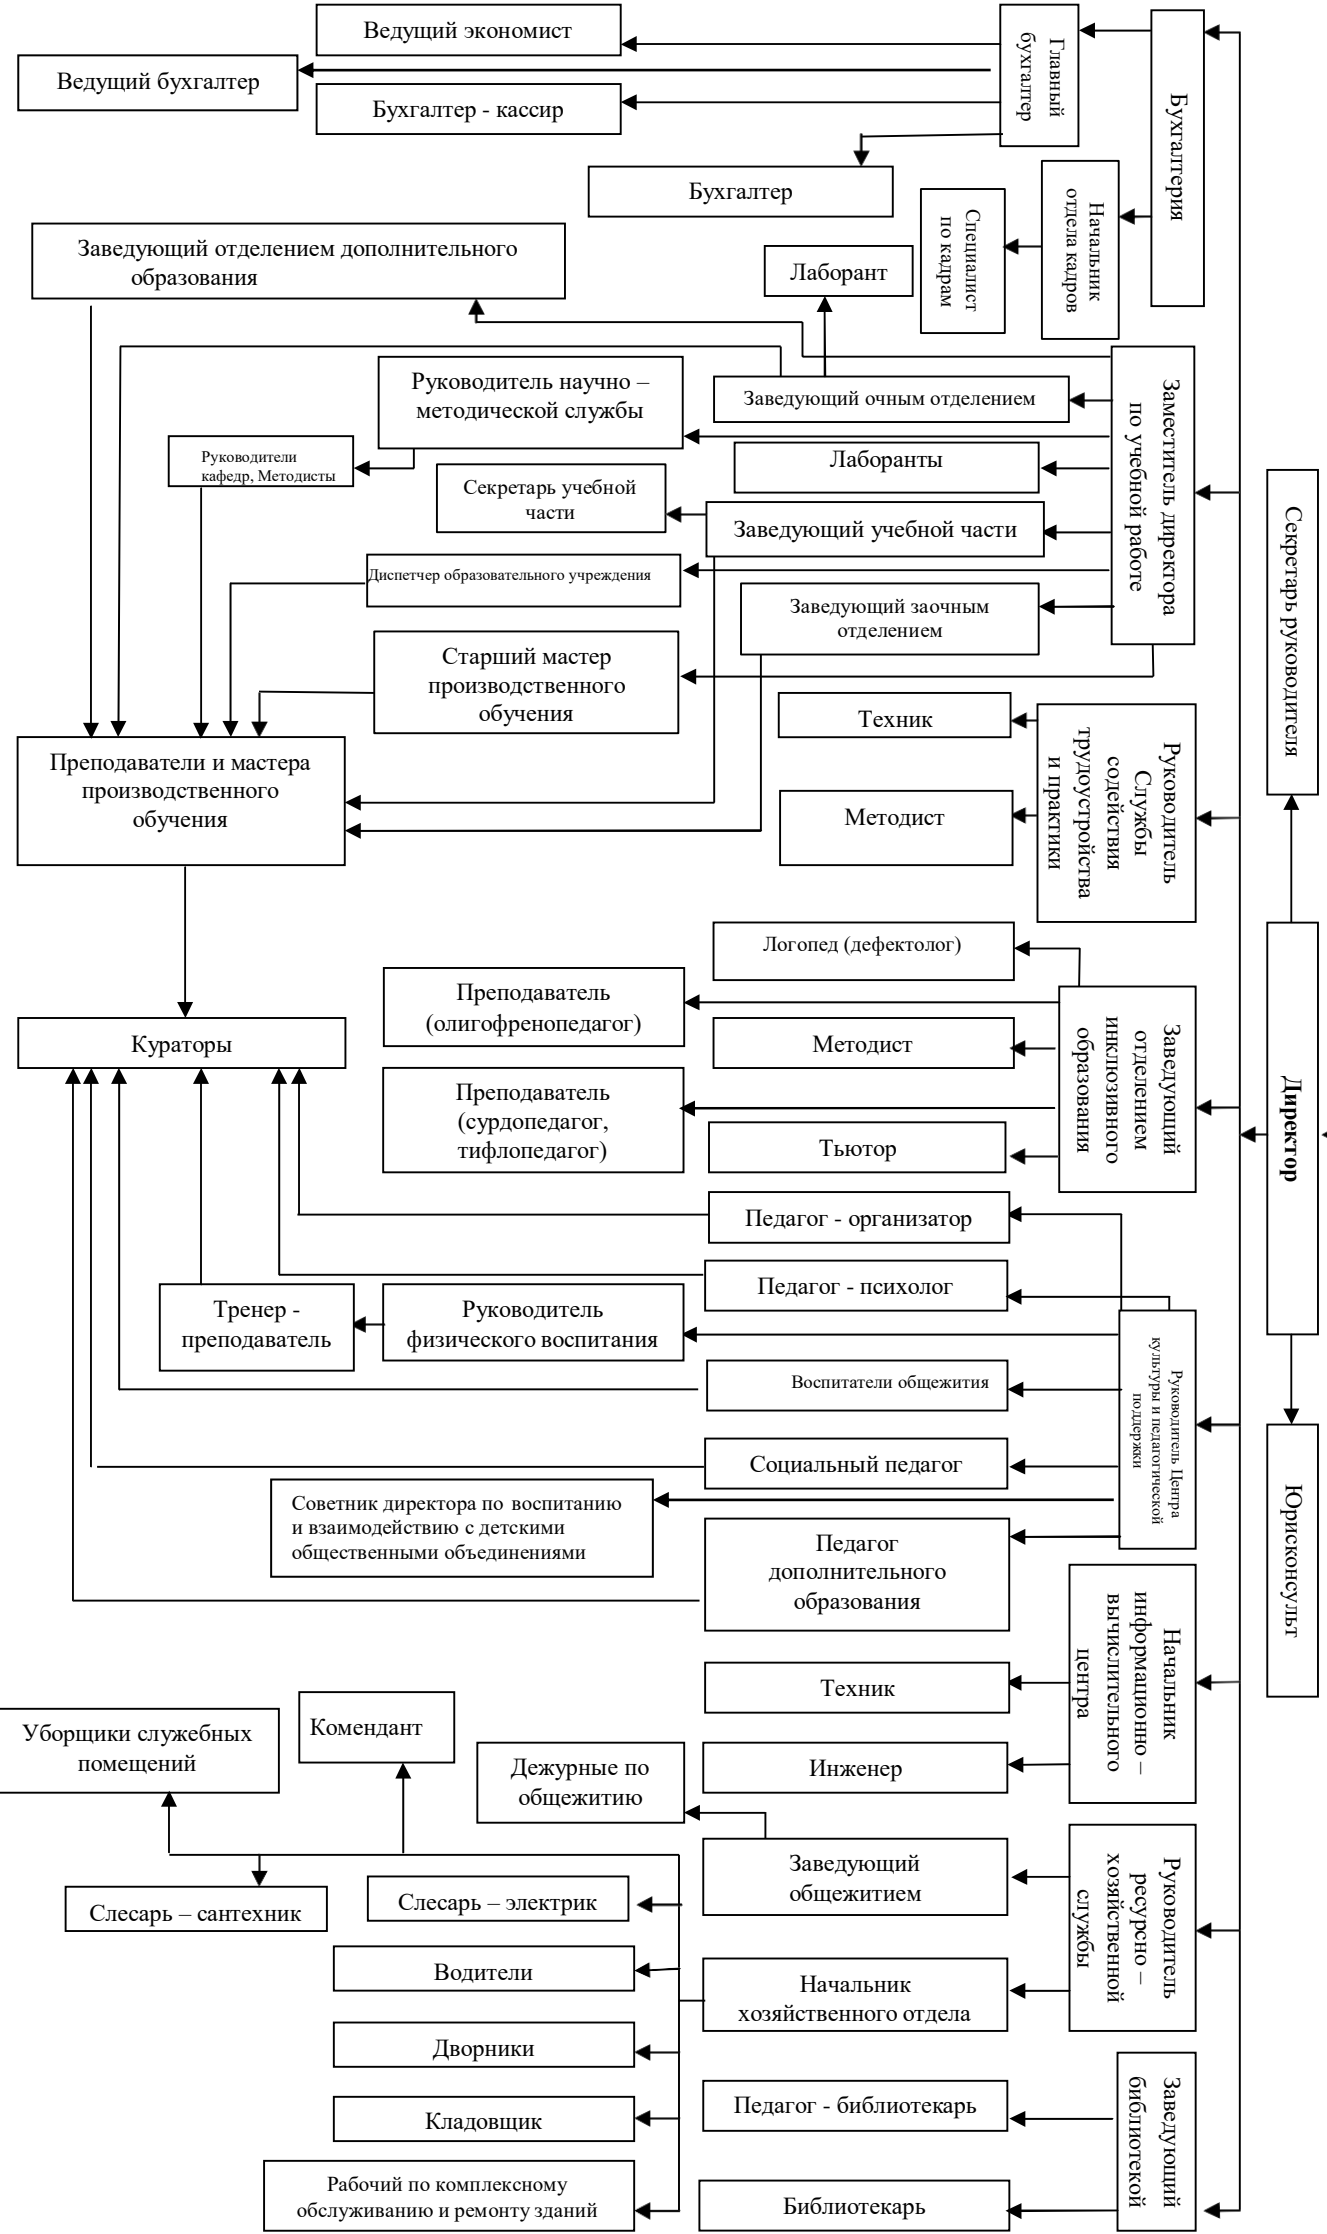 Ведущий экономист
Ведущий бухгалтер
Бухгалтер - кассир
Бухгалтер
Главный
бухгалтер
Бухгалтерия
Начальник
отдела кадров
Специалист
по кадрам
Заведующий отделением дополнительного
образования
Лаборант
Руководитель научно –
методической службы
Заведующий очным отделением
Заместитель директора
по учебной работе
Руководители
кафедр, Методисты
Лаборанты
Секретарь учебной
части
Заведующий учебной части
Диспетчер образовательного учреждения
Заведующий заочным
отделением
Старший мастер
производственного
обучения
Секретарь руководителя
Преподаватели и мастера
производственного
обучения
Техник
Методист
Руководитель
Службы
содействия
трудоустройства
и практики
Логопед (дефектолог)
Преподаватель
(олигофренопедагог)
Методист
Кураторы
Преподаватель
(сурдопедагог,
тифлопедагог)
Тьютор
Заведующий
отделением
инклюзивного
образования
Директор
Педагог - организатор
Педагог - психолог
Тренер -
преподаватель
Руководитель
физического воспитания
Воспитатели общежития
Руководитель Центра
культуры и педагогической
поддержки
Социальный педагог
Советник директора по воспитанию
и взаимодействию с детскими
общественными объединениями
Педагог
дополнительного
образования
Юрисконсульт
Начальник
информационно –
вычислительного
центра
Техник
Инженер
Уборщики служебных
помещений
Комендант
Дежурные по
общежитию
Заведующий
общежитием
Руководитель
ресурсно –
хозяйственной
службы
Слесарь – сантехник
Слесарь – электрик
Водители
Начальник
хозяйственного отдела
Дворники
Кладовщик
Рабочий по комплексному
обслуживанию и ремонту зданий
Педагог - библиотекарь
Библиотекарь
Заведующий
библиотекой